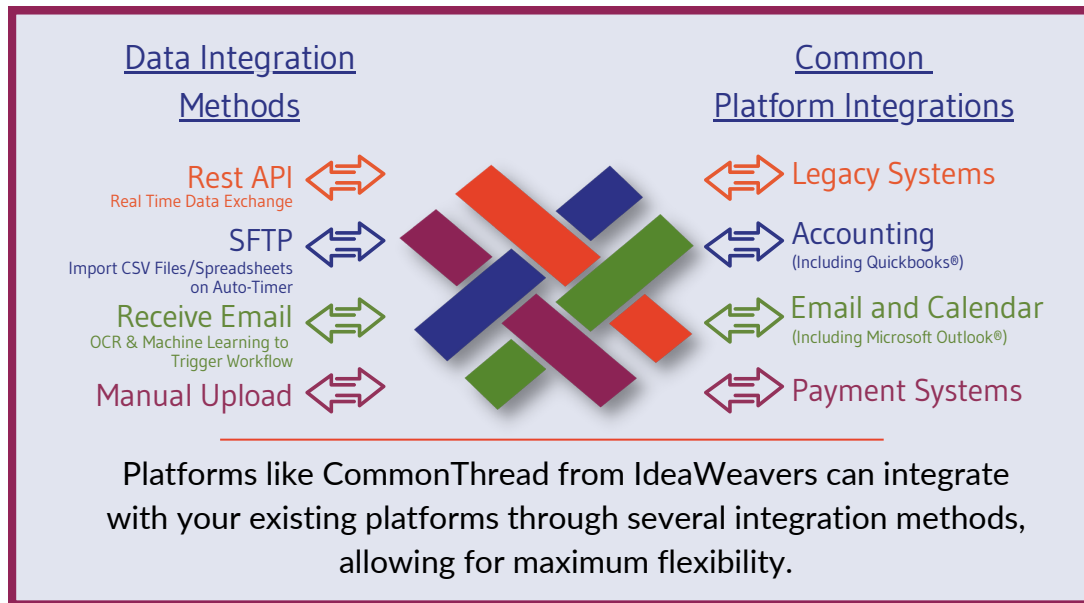 Data Integration
Methods
Rest API
Real Time Data Exchange
SFTP
Import CSV Files/Spreadsheets
on Auto-Timer
Receive Email
OCR & Machine Learning to
Trigger Workflow
Manual Upload
Common
Platform Integrations
Legacy Systems
Accounting
(Including Quickbooks®)
Email and Calendar
(Including Microsoft Outlook®)
Payment Systems
Platforms like CommonThread from IdeaWeavers can integrate
with your existing platforms through several integration methods,
allowing for maximum flexibility.